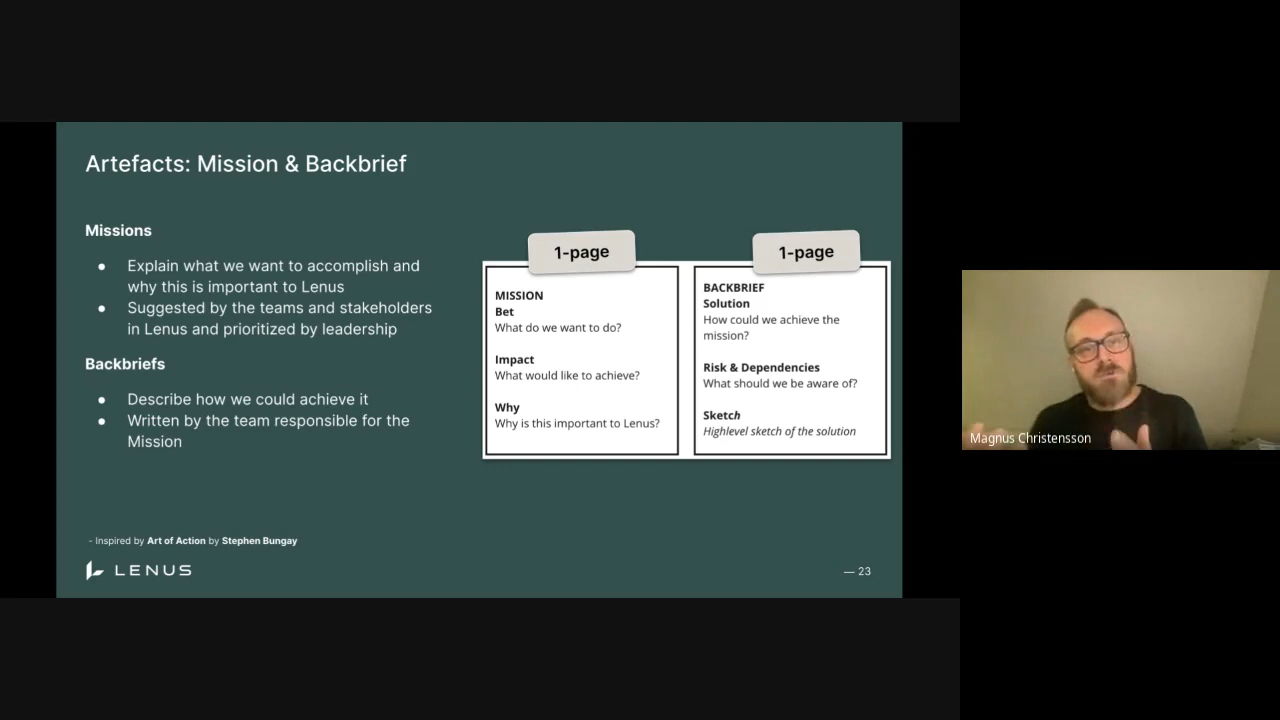 Artefacts: Mission & Backbrief
Missions
● Explain what we want to accomplish and
why this is important to Lenus
● Suggested by the teams and stakeholders
in Lenus and prioritized by leadership
Backbriefs
● Describe how we could achieve it
● Written by the team responsible for the
Mission
1-page
MISSION
Bet
What do we want to do?
Impact
What would like to achieve?
Why
Why is this important to Lenus?
1-page
BACKBRIEF
Solution
How could we achieve the
mission?
Risk & Dependencies
What should we be aware of?
Sketch
Highlevel sketch of the solution
- Inspired by Art of Action by Stephen Bungay
LENUS
— 23
Magnus Christensson